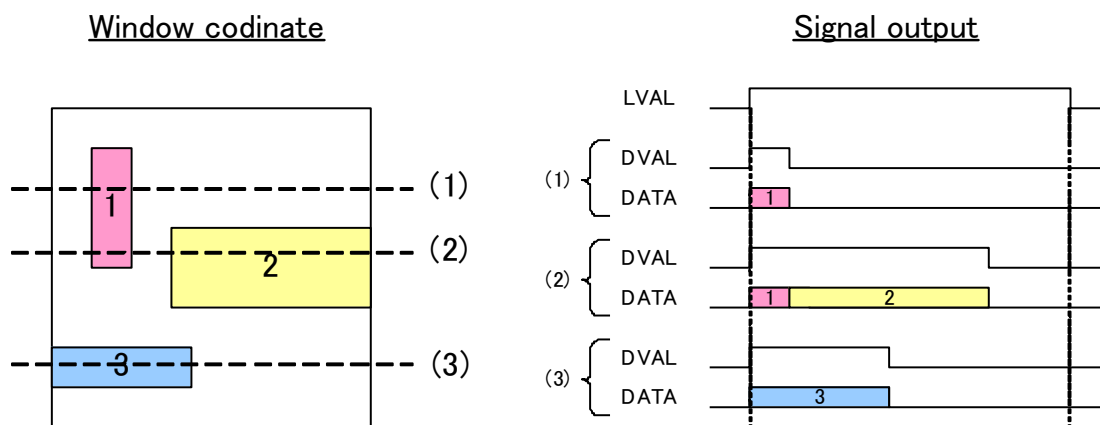 Window codinate
1
2
3
(1)
(2)
(3)
Signal output
LVAL
(1)
DVAL
DATA
1
(2)
DVAL
DATA
1
2
(3)
DVAL
DATA
3